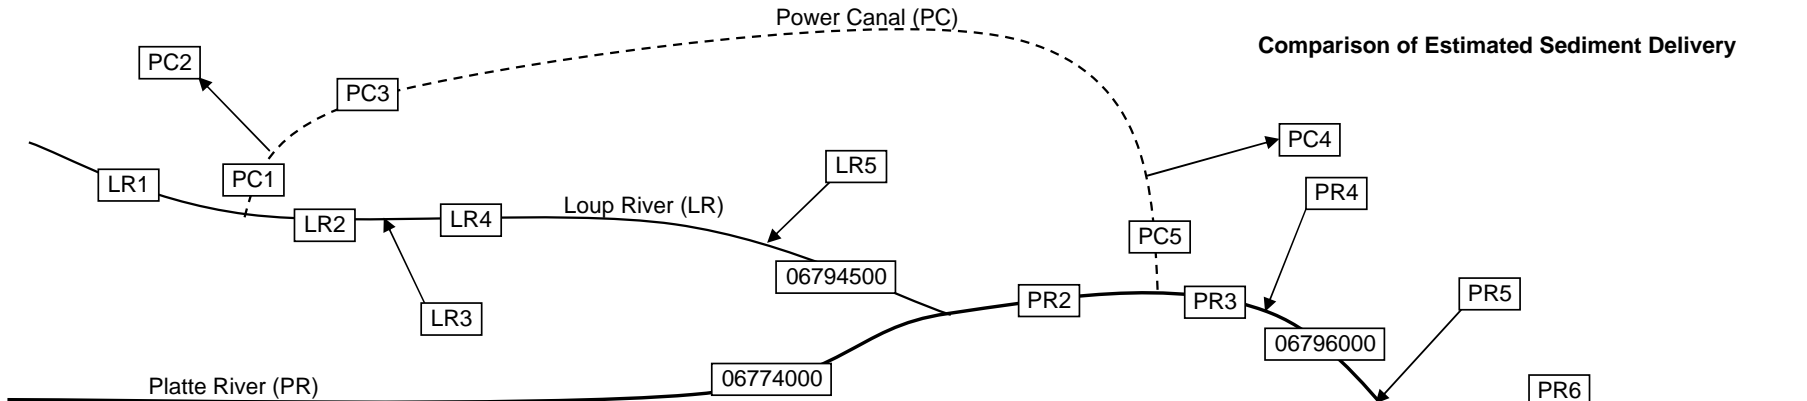 Power Canal (PC)
Comparison of Estimated Sediment Delivery
PC2
PC3
PC4
LR5
PC1
LR1
PR4
Loup River (LR)
LR4
LR2
PC5
06794500
PR5
PR2
PR3
LR3
06796000
06774000
Platte River (PR)
PR6